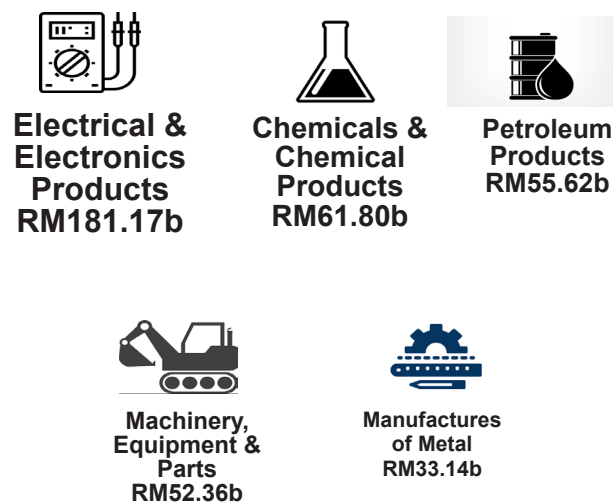 Electrical &
Electronics
Products
RM181.17b
Chemicals &
Chemical
Products
RM61.80b
Petroleum
Products
RM55.62b
Machinery,
Equipment &
Parts
RM52.36b
Manufactures
of Metal
RM33.14b